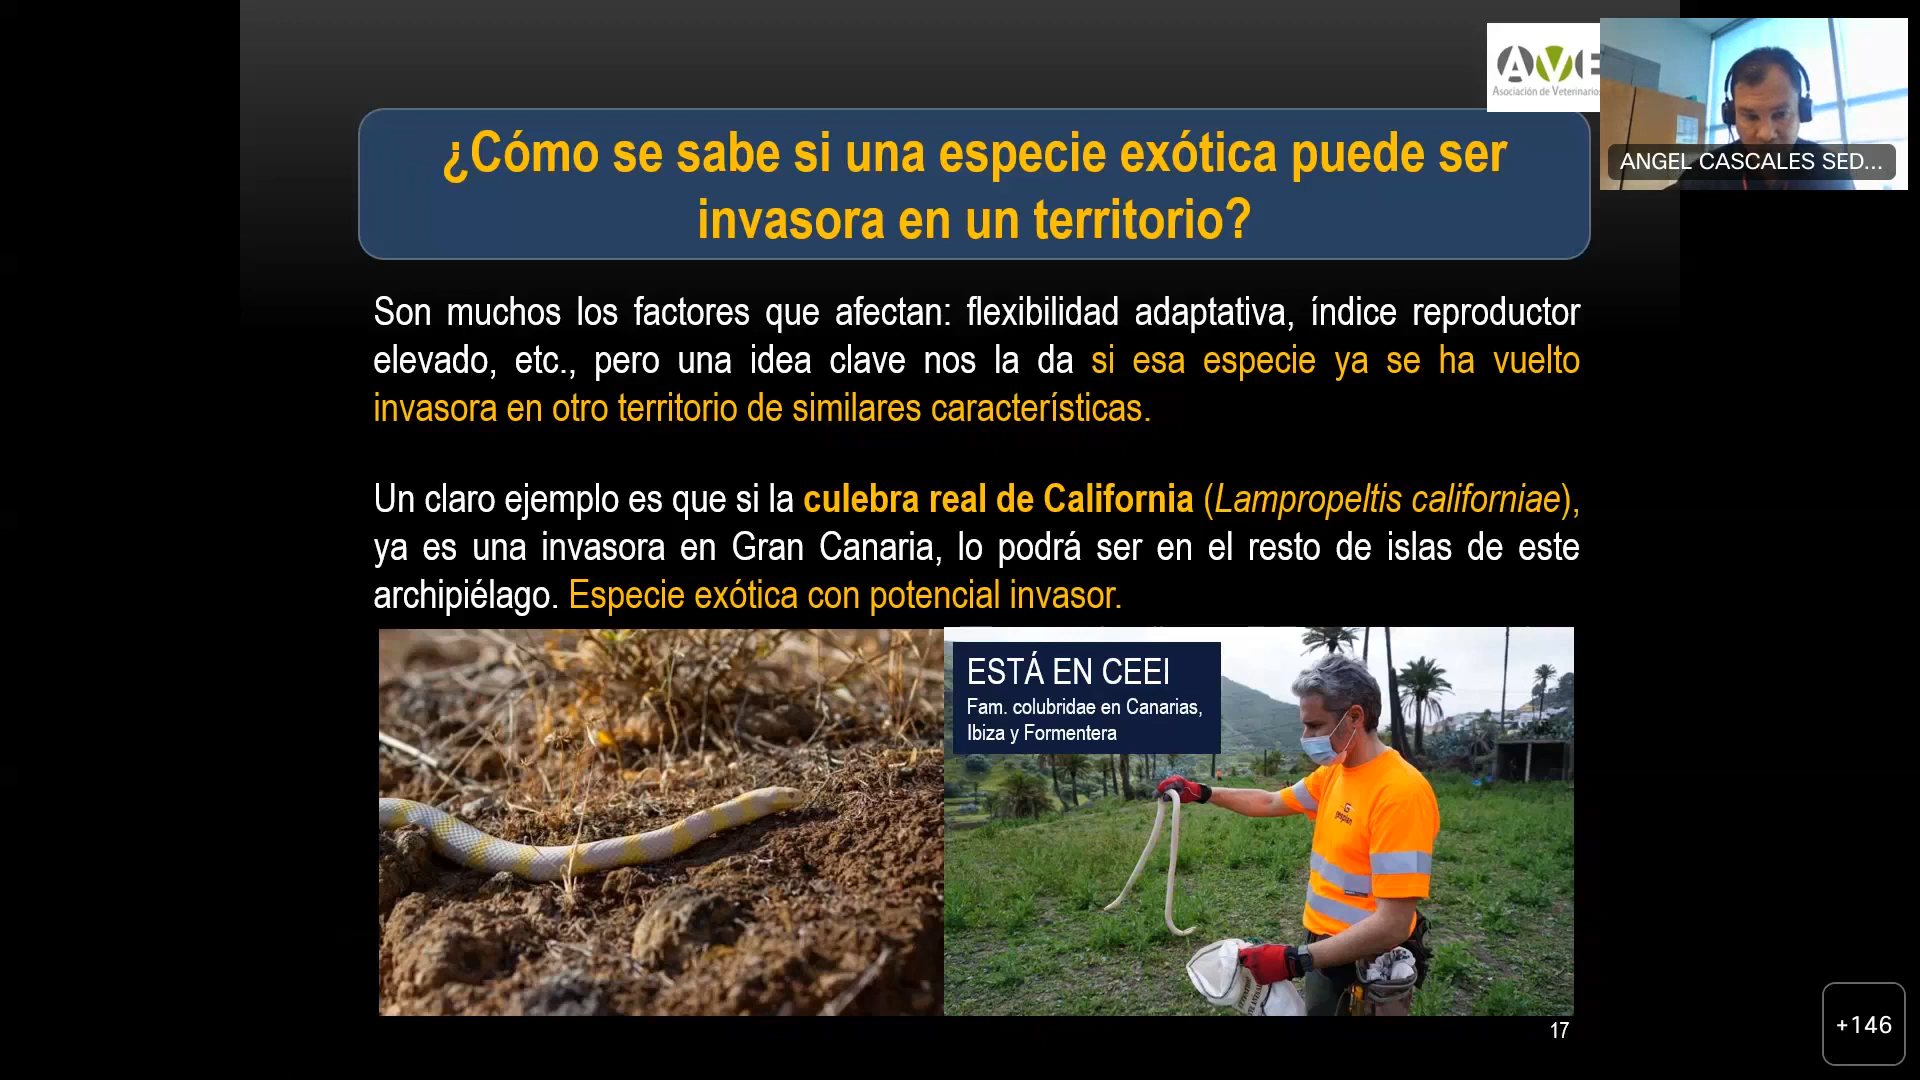 AVE
Asociación de Veterinarios
ANGEL CASCALES SED...
¿Cómo se sabe si una especie exótica puede ser
invasora en un territorio?
Son muchos los factores que afectan: flexibilidad adaptativa, índice reproductor
elevado, etc., pero una idea clave nos la da si esa especie ya se ha vuelto
invasora en otro territorio de similares características.
Un claro ejemplo es que si la culebra real de California (Lampropeltis californiae),
ya es una invasora en Gran Canaria, lo podrá ser en el resto de islas de este
archipiélago. Especie exótica con potencial invasor.
ESTÁ EN CEEI
Fam. colubridae en Canarias,
Ibiza y Formentera
gesplan
17
+146